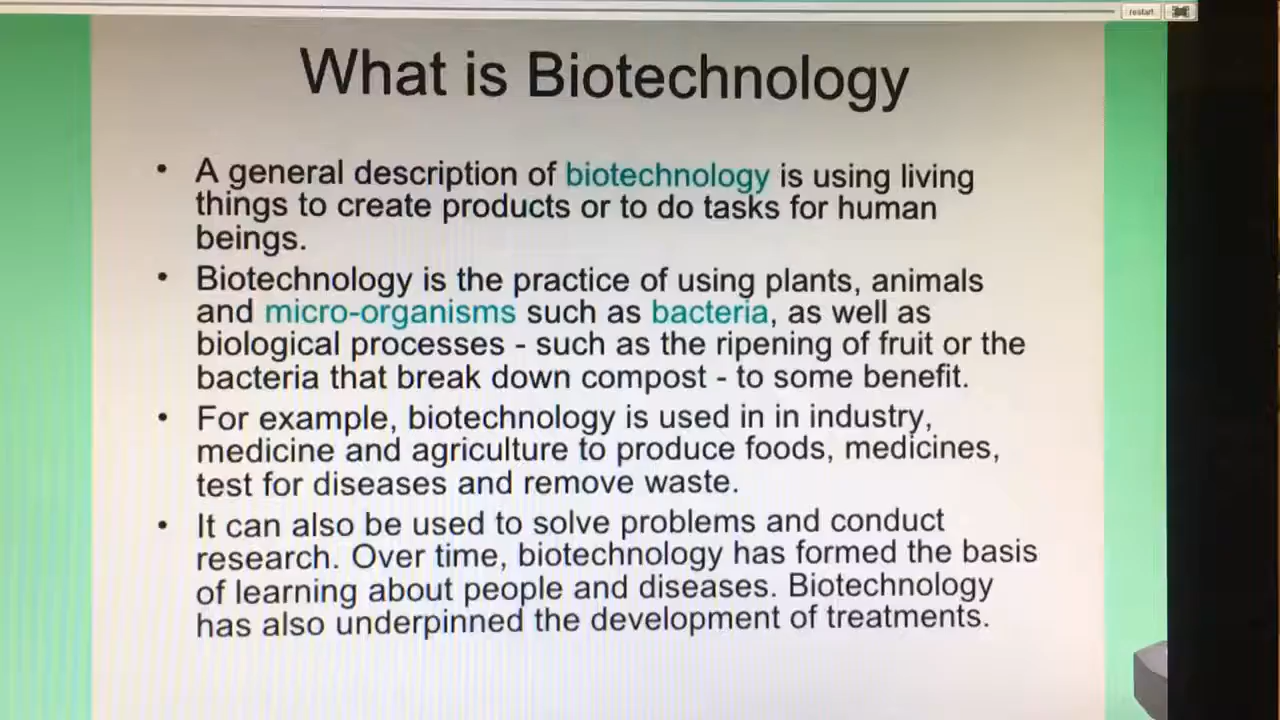 restart
What is Biotechnology
• A general description of biotechnology is using living
things to create products or to do tasks for human
beings.
• Biotechnology is the practice of using plants, animals
and micro-organisms such as bacteria, as well as
biological processes - such as the ripening of fruit or the
bacteria that break down compost - to some benefit.
• For example, biotechnology is used in in industry,
medicine and agriculture to produce foods, medicines,
test for diseases and remove waste.
• It can also be used to solve problems and conduct
research. Over time, biotechnology has formed the basis
of learning about people and diseases. Biotechnology
has also underpinned the development of treatments.